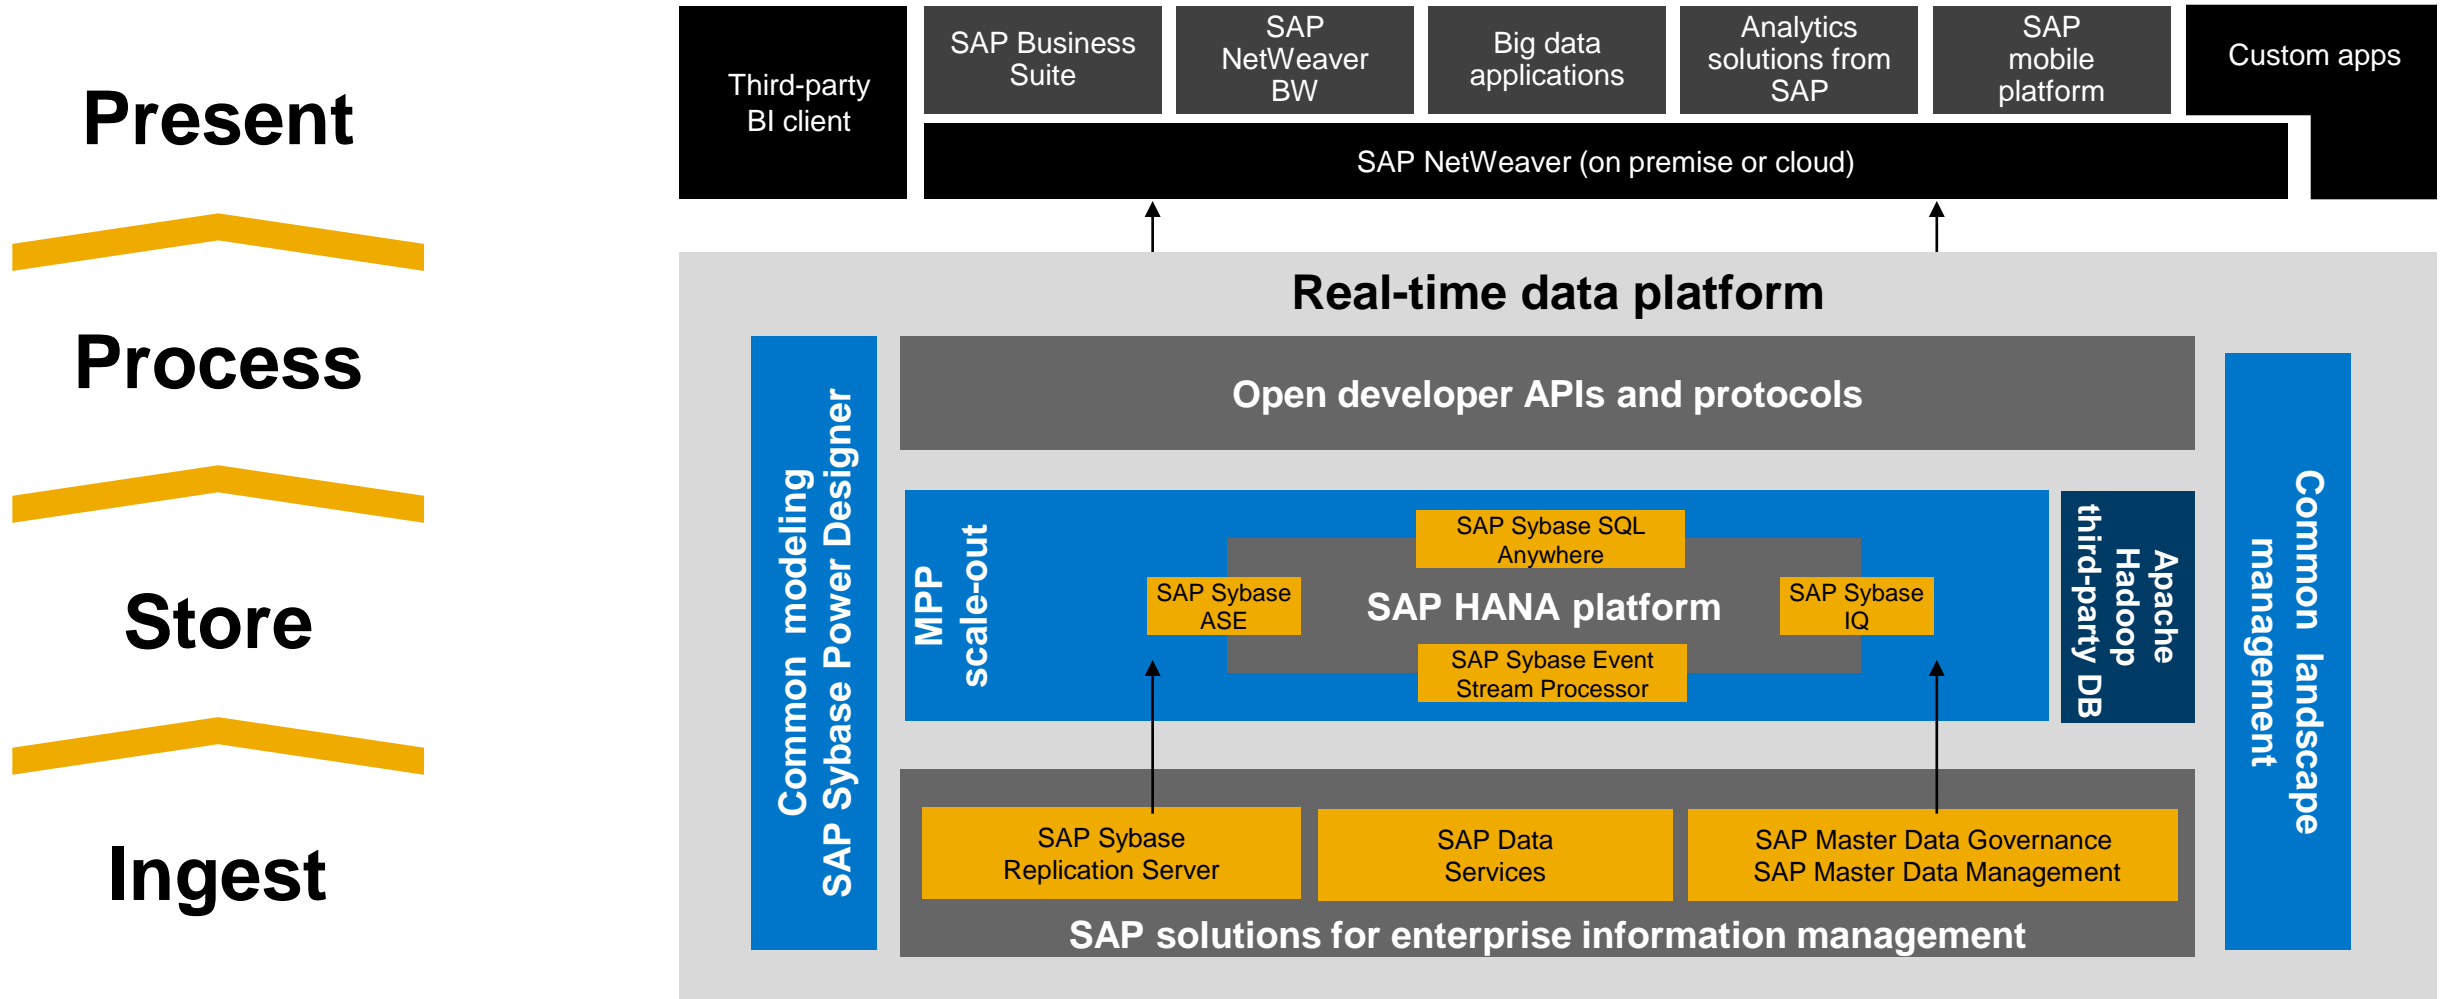 Present
Process
Store
Ingest
Third-party
BI client
SAP Business
Suite
SAP
NetWeaver
BW
Big data
applications
Analytics
solutions from
SAP
SAP
mobile
platform
Custom apps
SAP NetWeaver (on premise or cloud)
Real-time data platform
Common modeling
SAP Sybase Power Designer
Open developer APIs and protocols
MPP
scale-out
SAP Sybase SQL
Anywhere
SAP Sybase
ASE
SAP HANA platform
SAP Sybase
IQ
SAP Sybase Event
Stream Processor
Apache
Hadoop
third-party DB
Common landscape
management
SAP Sybase
Replication Server
SAP Data
Services
SAP Master Data Governance
SAP Master Data Management
SAP solutions for enterprise information management